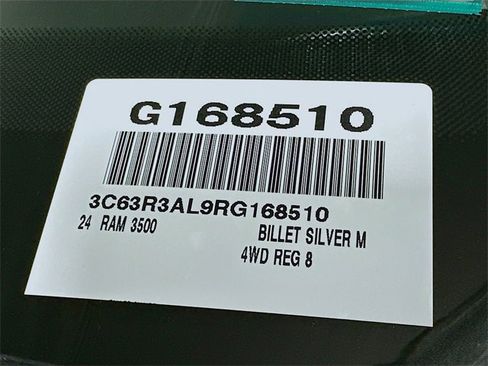 G168510
3C63R3AL9RG168510
24 RAM 3500 BILLET SILVER M
4WD REG 8